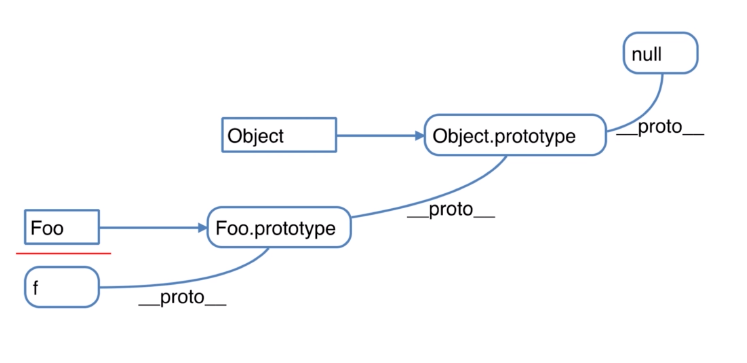 null
Object
Object.prototype
__proto__
__proto__
Foo
Foo.prototype
f
__proto__